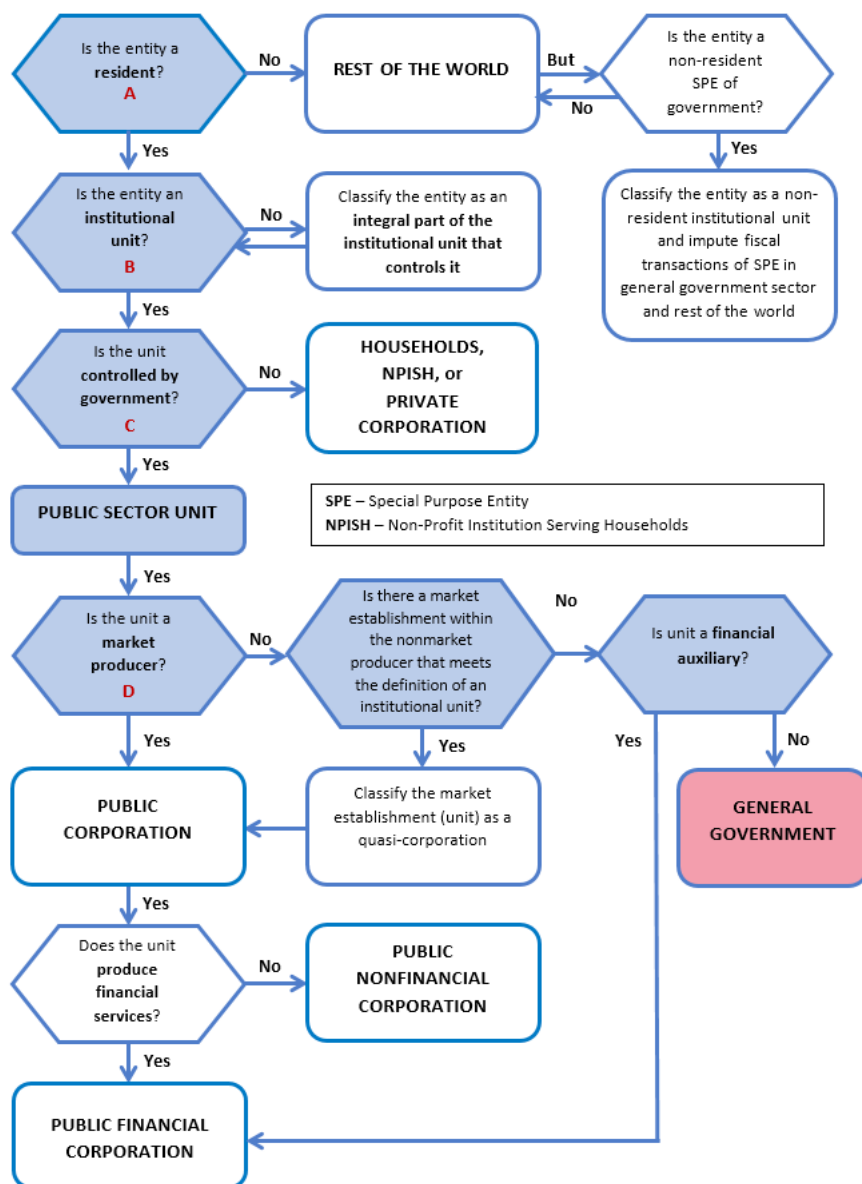 Is the entity a
resident?
A
No
REST OF THE WORLD
But
No
Is the entity a
non-resident
SPE of
government?
Yes
Yes
Is the entity an
institutional
unit?
B
No
Classify the entity as an
integral part of the
institutional unit that
controls it
Classify the entity as a non-
resident institutional unit
and impute fiscal
transactions of SPE in
general government sector
and rest of the world
Yes
Is the unit
controlled by
government?
C
No
HOUSEHOLDS,
NPISH, or
PRIVATE
CORPORATION
Yes
PUBLIC SECTOR UNIT
SPE – Special Purpose Entity
NPISH – Non-Profit Institution Serving Households
Yes
Is the unit a
market
producer?
D
No
Is there a market
establishment within
the nonmarket
producer that meets
the definition of an
institutional unit?
No
Is unit a financial
auxiliary?
Yes
Yes
Yes
No
PUBLIC
CORPORATION
Classify the market
establishment (unit) as a
quasi-corporation
GENERAL
GOVERNMENT
Yes
Does the unit
produce
financial
services?
No
PUBLIC
NONFINANCIAL
CORPORATION
Yes
PUBLIC FINANCIAL
CORPORATION